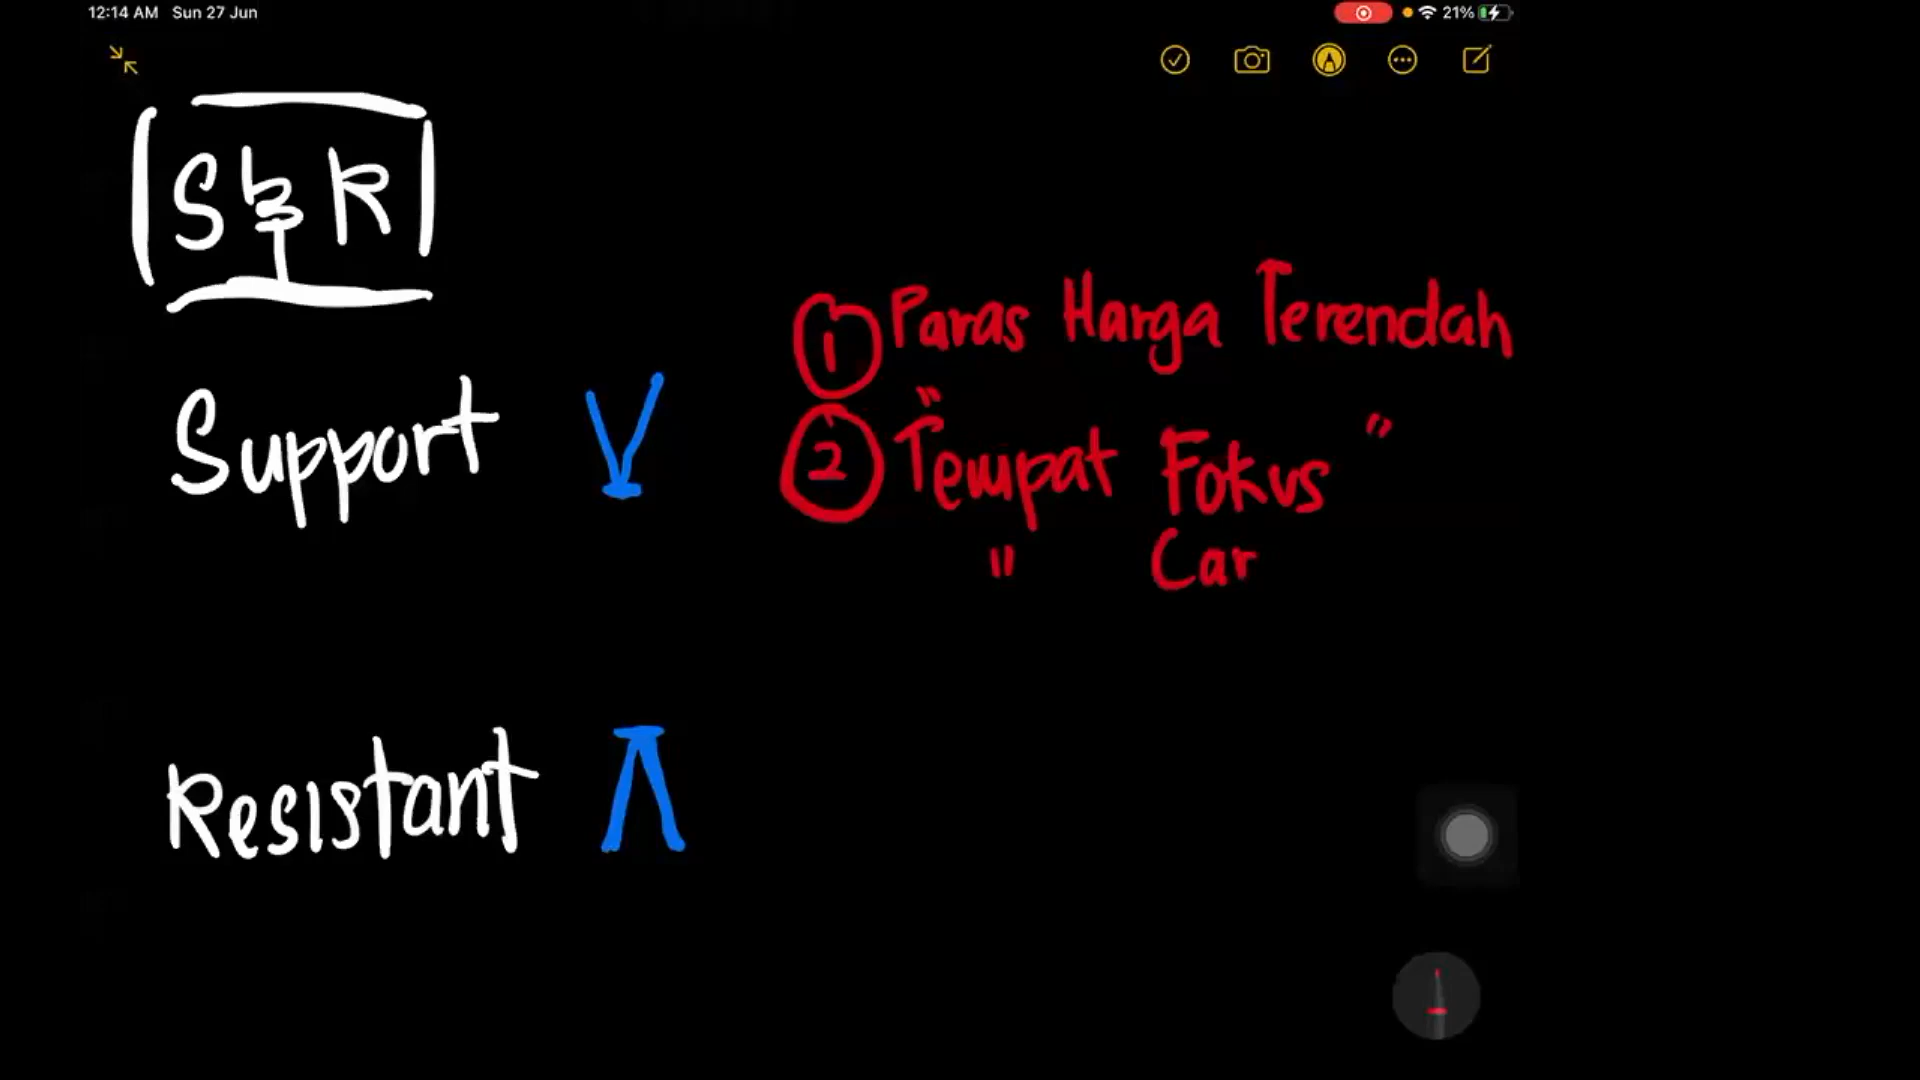 12:14 AM Sun 27 Jun
21%
S & R
① Paras Harga Terendah
Support V ② "Tempat Fokus"
" Car
Resistant